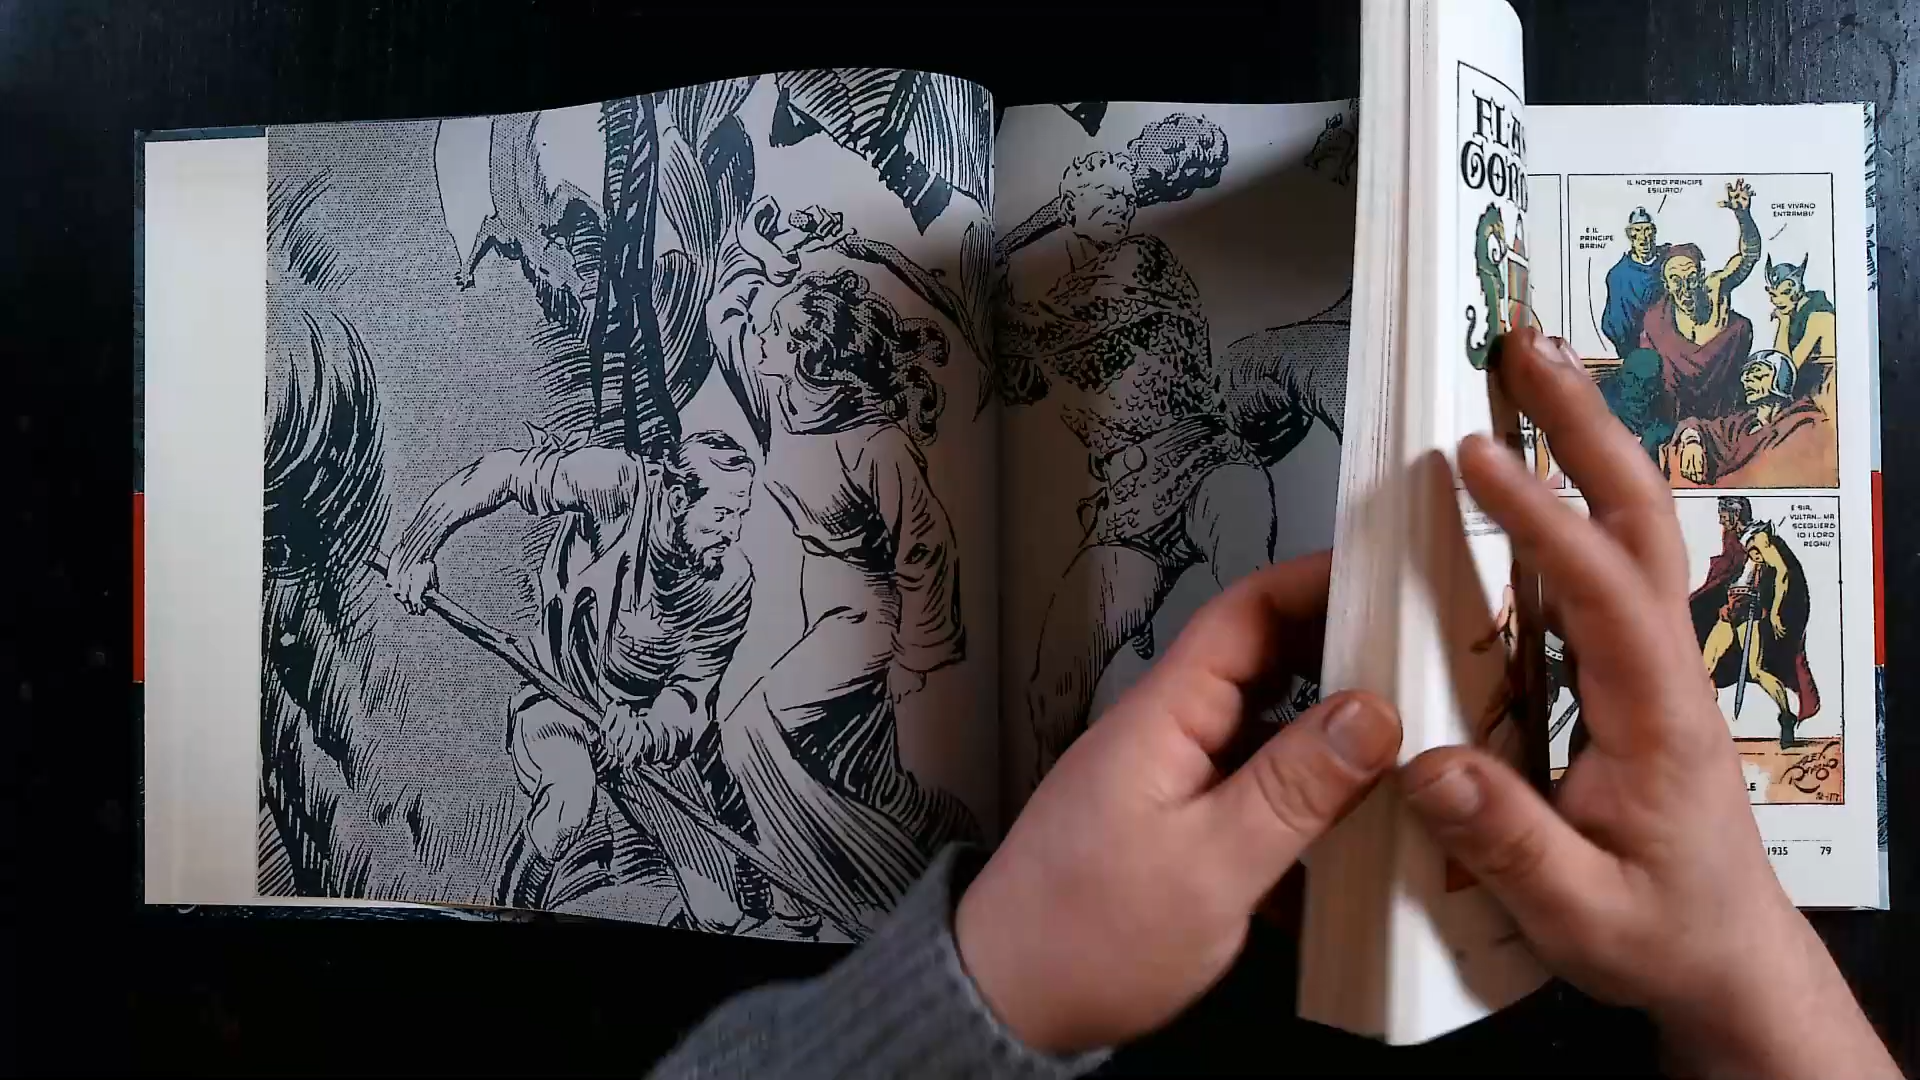 FLA
GOR
IL NOSTRO PRINCIPE
ESILIATO!
CHE VIVANO
ENTRAMBI!
E IL
PRINCIPE
BARIN!
E SIA,
VULTAN... MA
SCEGLIERÒ
IO I LORO
REGNI!
ALEX
1935 79